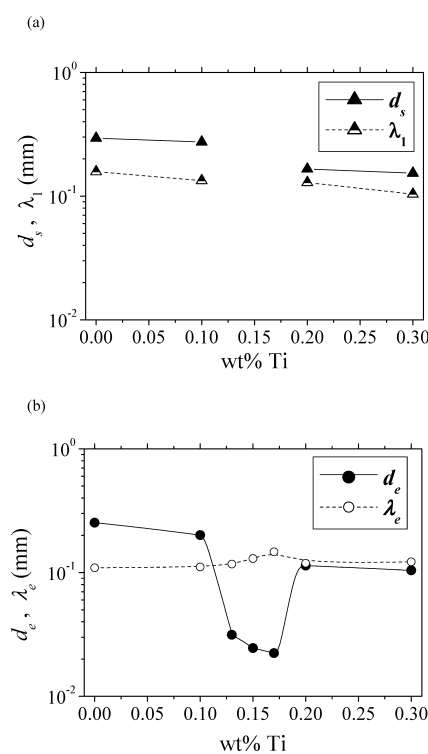 (a)
10^0
d_s
λ_1
10^-1
10^-2
d_s , λ_1 (mm)
0.00 0.05 0.10 0.15 0.20 0.25 0.30
wt% Ti
(b)
10^0
d_e
λ_e
10^-1
10^-2
d_e , λ_e (mm)
0.00 0.05 0.10 0.15 0.20 0.25 0.30
wt% Ti